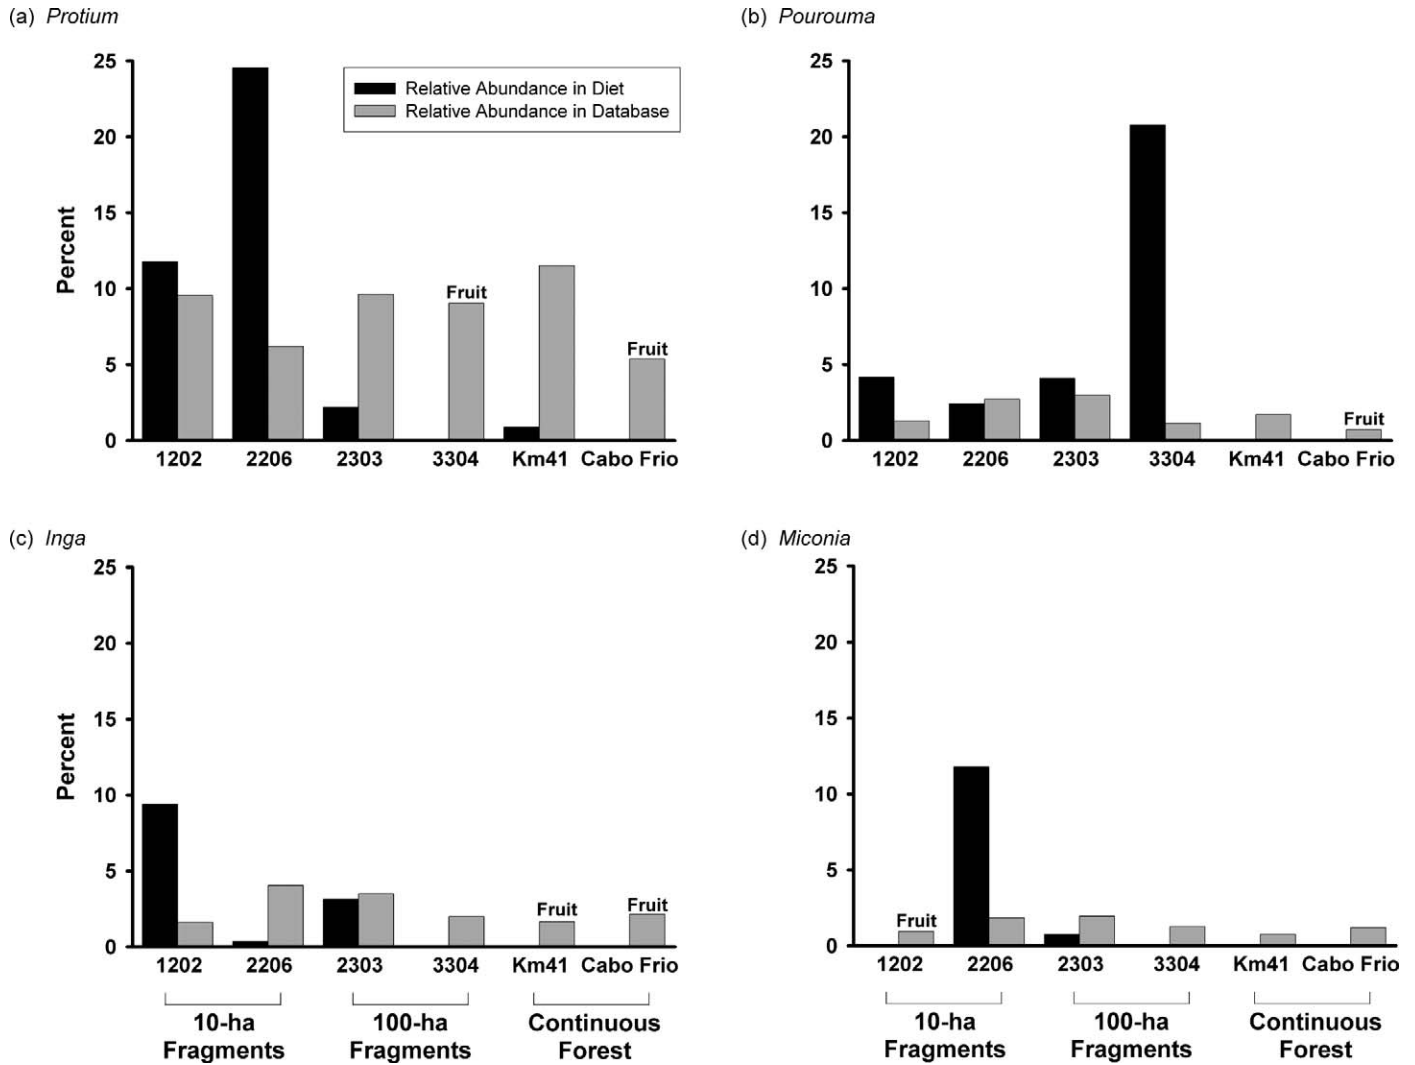 (a) Protium
25
20
15
10
5
0
Percent
Relative Abundance in Diet
Relative Abundance in Database
Fruit
Fruit
1202 2206 2303 3304 Km41 Cabo Frio
(b) Pourouma
25
20
15
10
5
0
Fruit
1202 2206 2303 3304 Km41 Cabo Frio
(c) Inga
25
20
15
10
5
0
Percent
Fruit
Fruit
1202 2206 2303 3304 Km41 Cabo Frio
10-ha
Fragments
100-ha
Fragments
Continuous
Forest
(d) Miconia
25
20
15
10
5
0
Fruit
1202 2206 2303 3304 Km41 Cabo Frio
10-ha
Fragments
100-ha
Fragments
Continuous
Forest